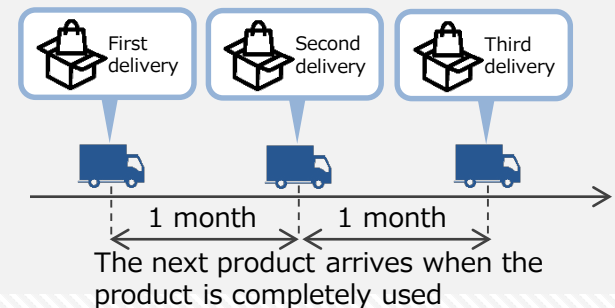 First
delivery
Second
delivery
Third
delivery
1 month
1 month
The next product arrives when the
product is completely used